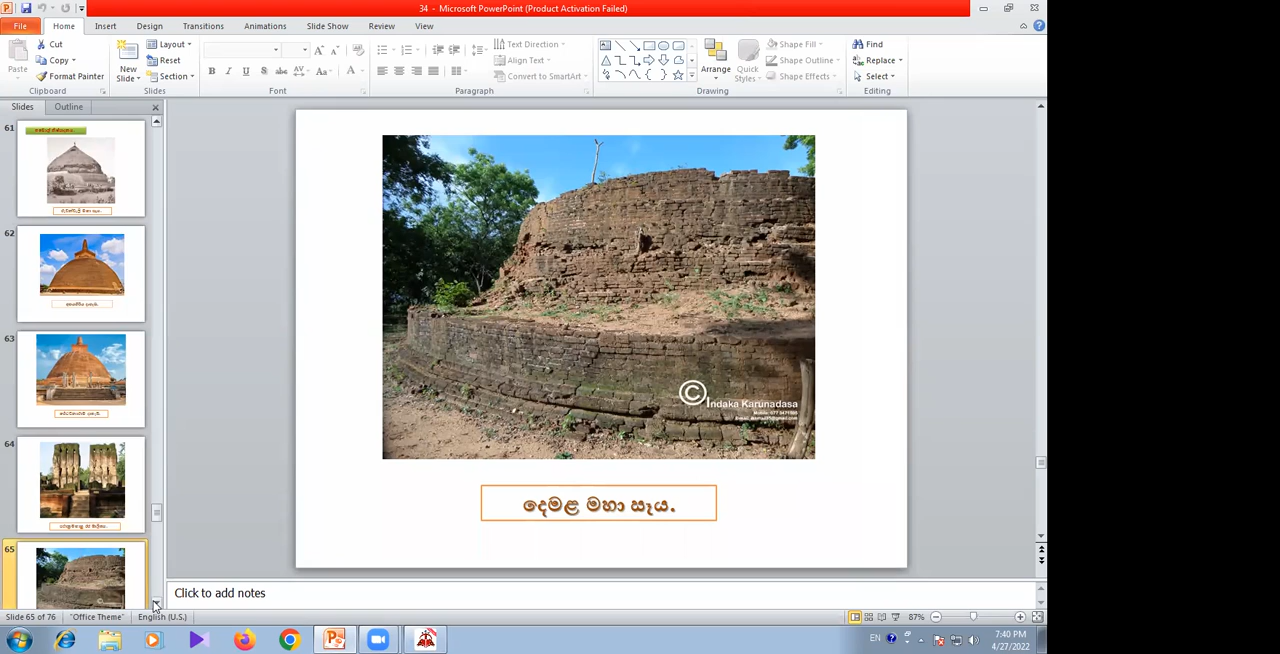 34 - Microsoft PowerPoint (Product Activation Failed)
File Home Insert Design Transitions Animations Slide Show Review View
Paste
Cut
Copy
Format Painter
Clipboard
New Slide
Layout
Reset
Section
Slides
Font
Text Direction
Align Text
Convert to SmartArt
Paragraph
Arrange
Quick Styles
Shape Fill
Shape Outline
Shape Effects
Drawing
Find
Replace
Select
Editing
Slides Outline
61
62
63
64
65
© Indaka Karunadasa
දෙමළ මහා සෑය.
Click to add notes
Slide 65 of 76 "Office Theme" English (U.S.) 87%
EN 7:40 PM
4/27/2022